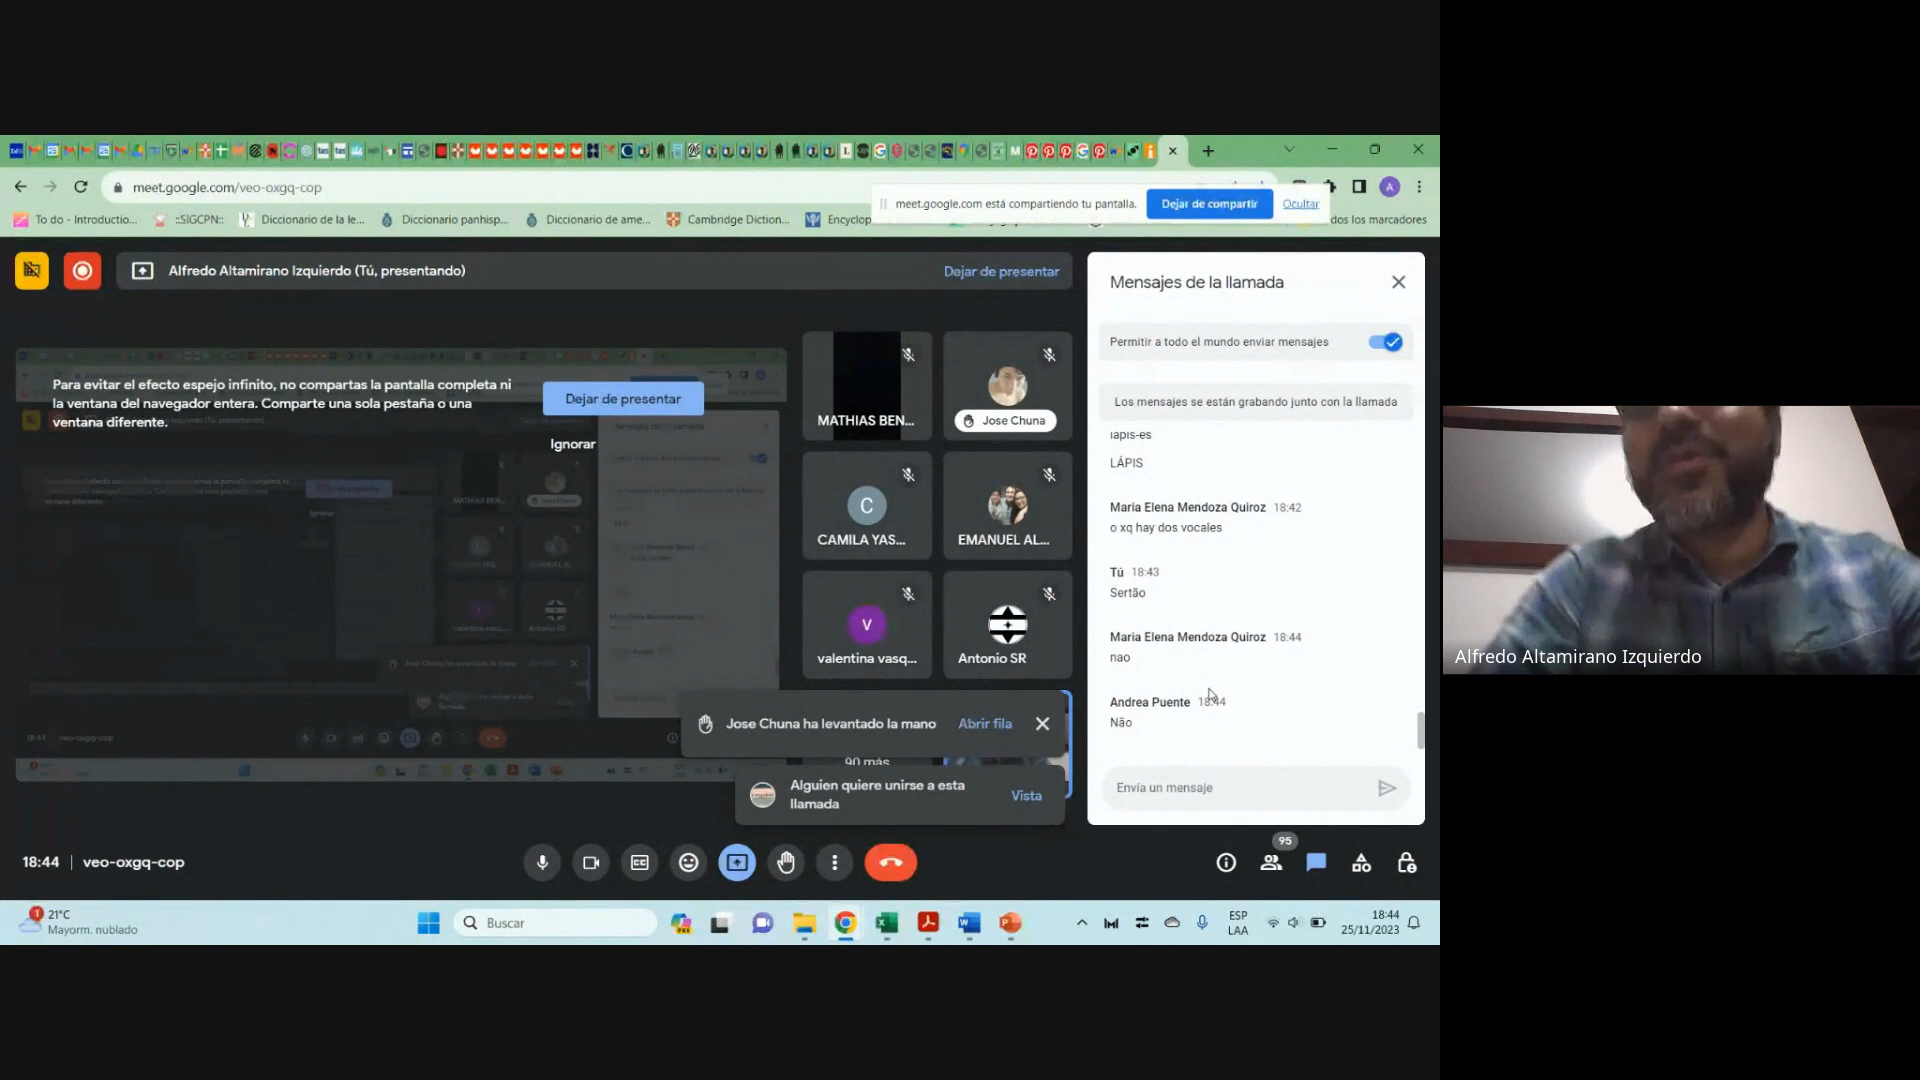 meet.google.com/veo-oxgq-cop
meet.google.com está compartiendo tu pantalla.
Dejar de compartir
Ocultar
To do - Introductio...
::SIGCPN::
Diccionario de la le...
Diccionario panhisp...
Diccionario de ame...
Cambridge Diction...
Encyclop
dos los marcadores
Alfredo Altamirano Izquierdo (Tú, presentando)
Dejar de presentar
Para evitar el efecto espejo infinito, no compartas la pantalla completa ni
la ventana del navegador entera. Comparte una sola pestaña o una
ventana diferente.
Dejar de presentar
Ignorar
MATHIAS BEN...
Jose Chuna
CAMILA YAS...
EMANUEL AL...
C
V
valentina vasq...
Antonio SR
Jose Chuna ha levantado la mano
Abrir fila
90 más
Alguien quiere unirse a esta
llamada
Vista
Mensajes de la llamada
Permitir a todo el mundo enviar mensajes
Los mensajes se están grabando junto con la llamada
lapis-es
LÁPIS
Maria Elena Mendoza Quiroz 18:42
o xq hay dos vocales
Tú 18:43
Sertão
Maria Elena Mendoza Quiroz 18:44
nao
Andrea Puente 18:44
Não
Envía un mensaje
18:44 | veo-oxgq-cop
95
21°C
Mayorm. nublado
Buscar
ESP
LAA
18:44
25/11/2023
Alfredo Altamirano Izquierdo